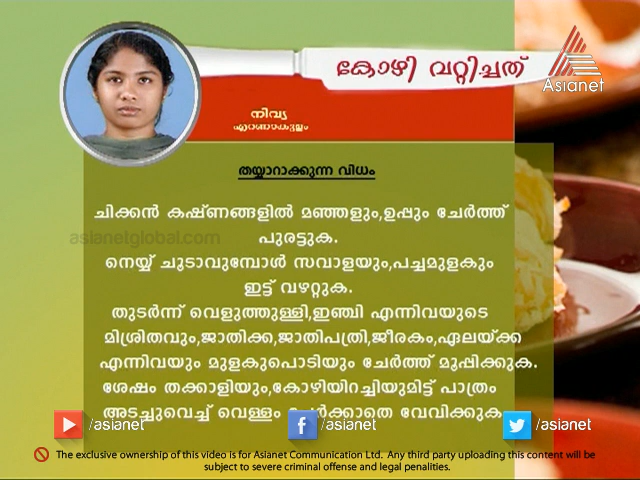 കോഴി വറ്റിച്ചത്
Asianet
നിവ്യ
എറണാകുളം
തയ്യാറാക്കുന്ന വിധം
ചിക്കൻ കഷ്ണങ്ങളിൽ മഞ്ഞളും,ഉപ്പും ചേർത്ത്
asianetglobal.com
പുരട്ടുക.
നെയ്യ് ചൂടാവുമ്പോൾ സവാളയും,പച്ചമുളകും
ഇട്ട് വഴറ്റുക.
തുടർന്ന് വെളുത്തുള്ളി,ഇഞ്ചി എന്നിവയുടെ
മിശ്രിതവും,ജാതിക്ക,ജാതിപത്രി,ജീരകം,ഏലയ്ക്ക
എന്നിവയും മുളകുപൊടിയും ചേർത്ത് മൂപ്പിക്കുക.
ശേഷം തക്കാളിയും,കോഴിയിറച്ചിയുമിട്ട് പാത്രം
അടച്ചുവെച്ച് വെള്ളം വേവിക്കുക
/asianet /asianet /asianet
The exclusive ownership of this video is for Asianet Communication Ltd. Any third party uploading this content will be
subject to severe criminal offense and legal penalities.